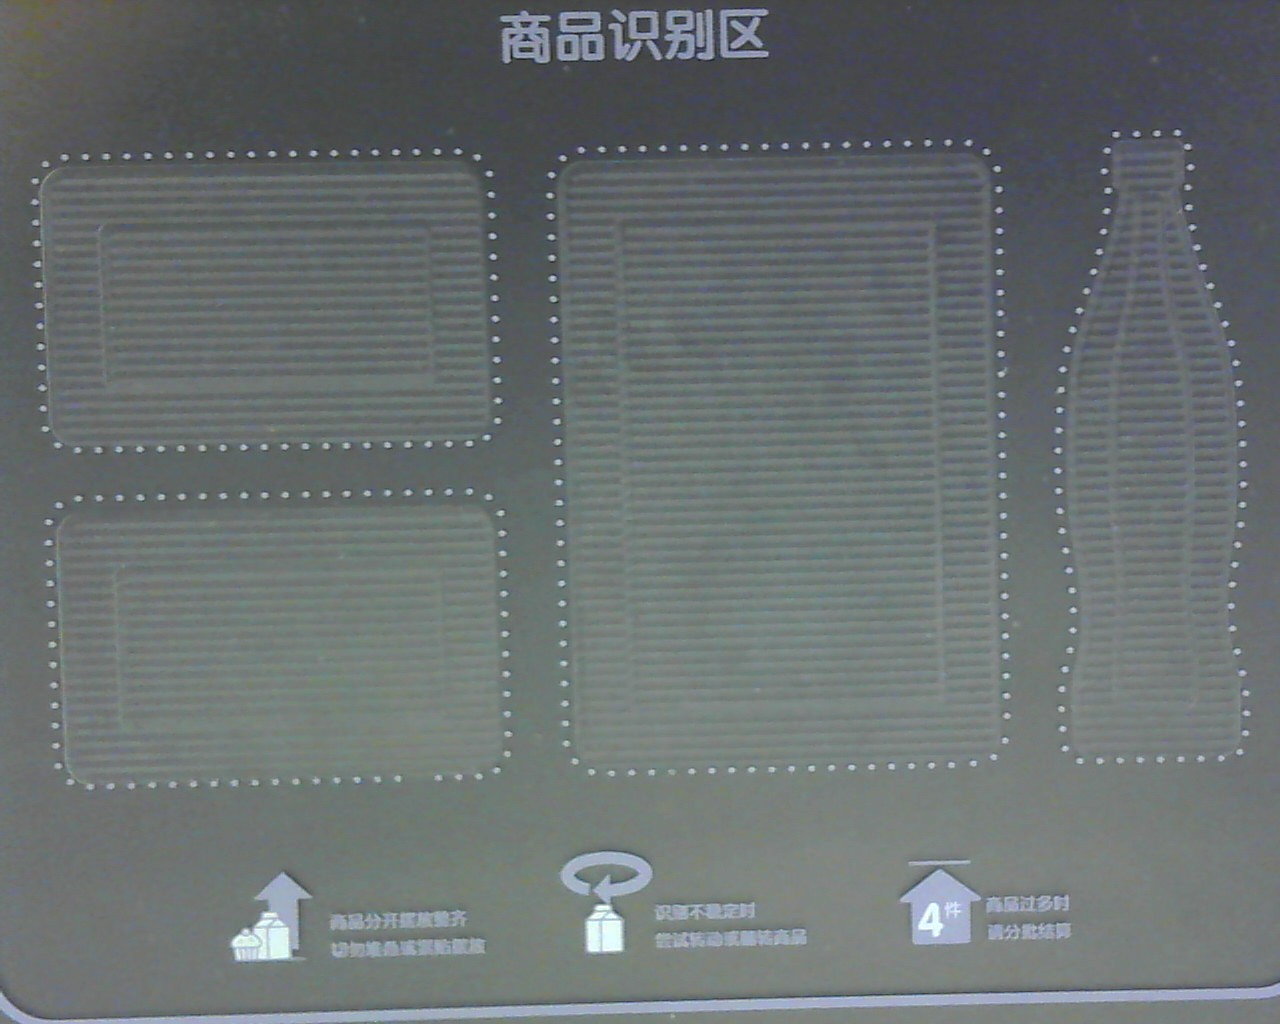 商品识别区
商品分开摆放整齐
切勿堆叠或紧贴摆放
识别不稳定时
尝试转动或翻转商品
4件
商品过多时
请分批结算